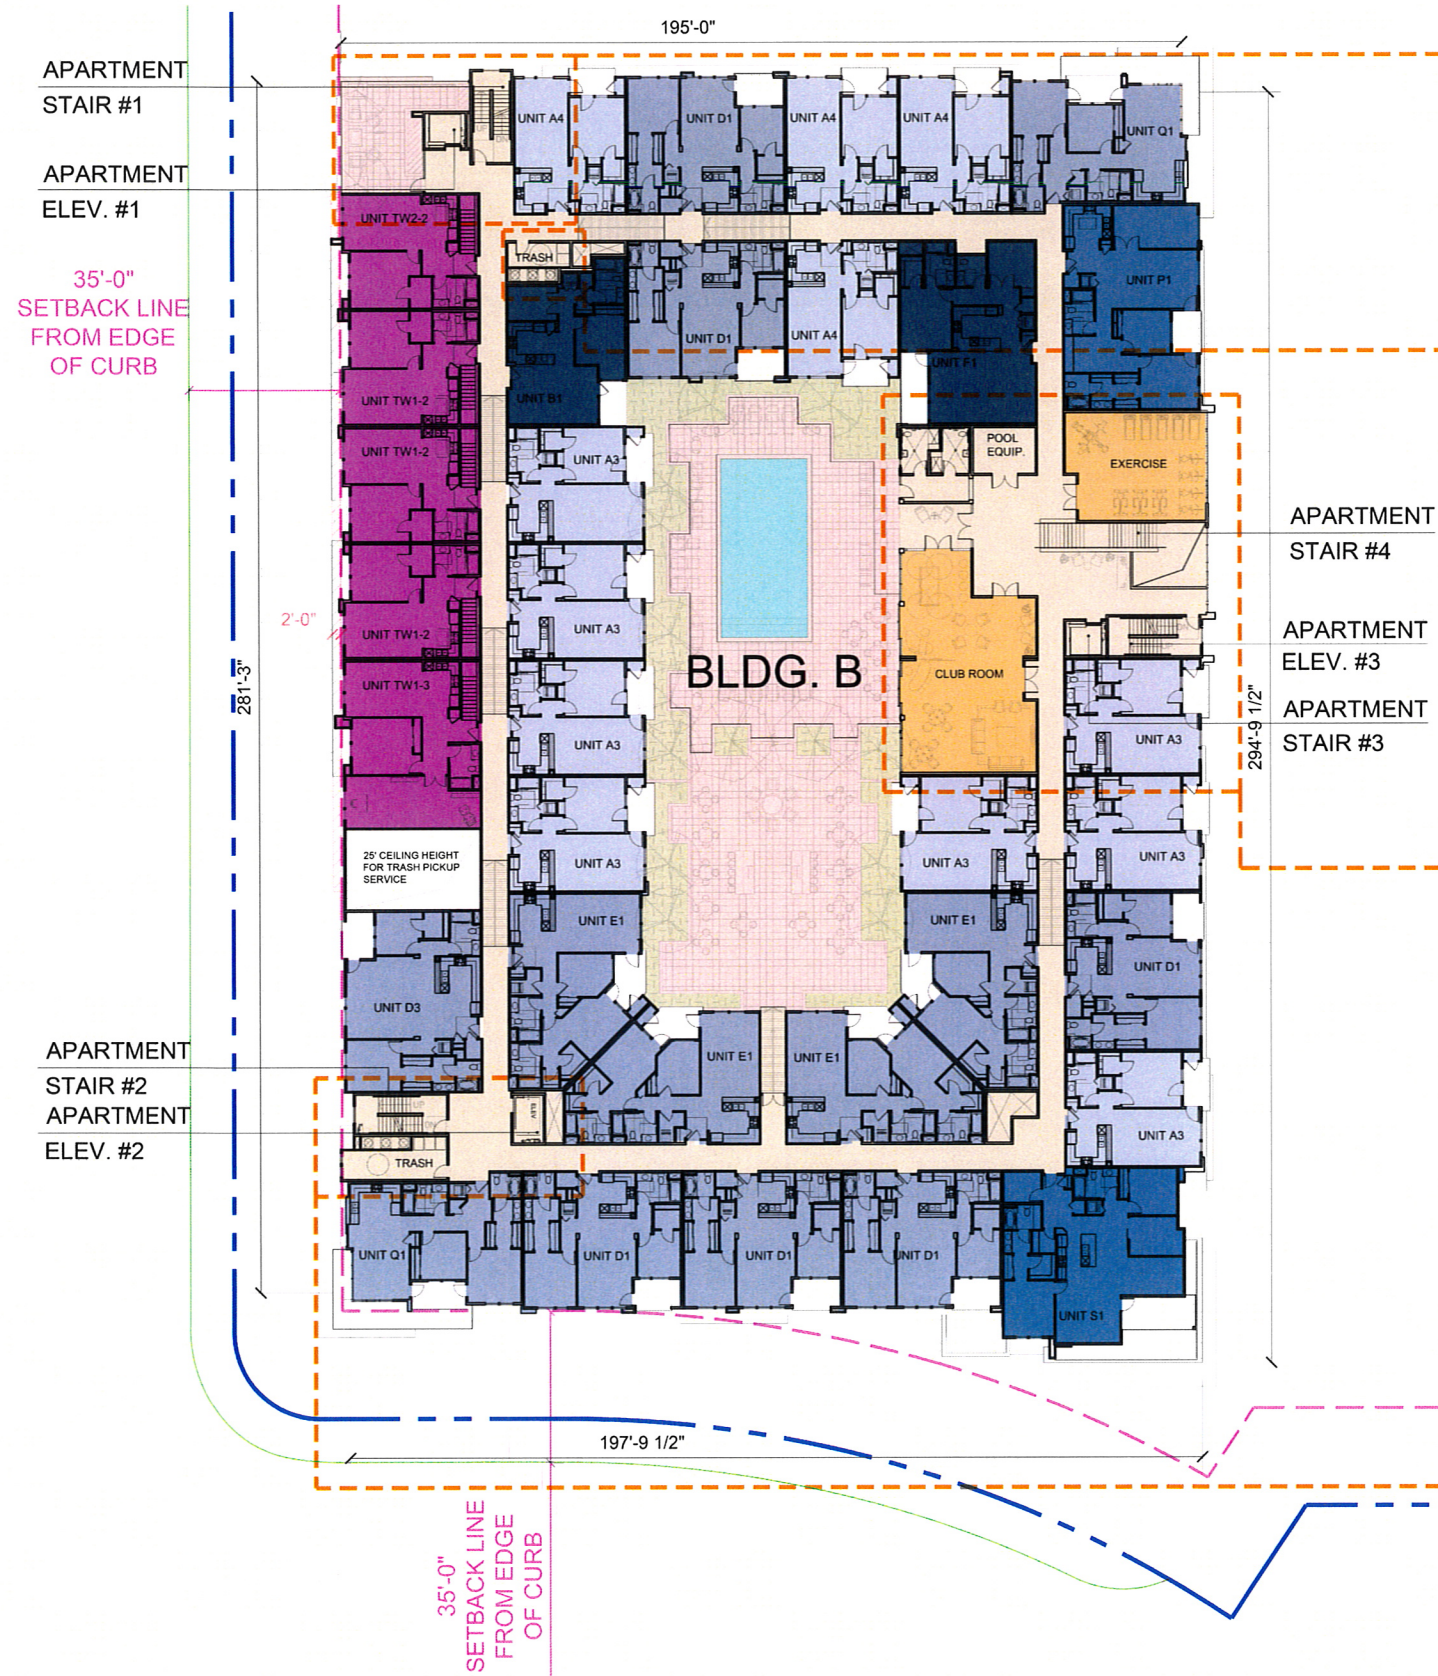 195'-0"
APARTMENT
STAIR #1
APARTMENT
ELEV. #1
35'-0"
SETBACK LINE
FROM EDGE
OF CURB
2'-0"
281'-3"
294'-9 1/2"
UNIT A4
UNIT D1
UNIT A4
UNIT A4
UNIT Q1
UNIT TW2-2
TRASH
UNIT P1
UNIT D1
UNIT A4
UNIT F1
UNIT TW1-2
UNIT B1
UNIT TW1-2
UNIT A3
POOL
EQUIP.
EXERCISE
APARTMENT
STAIR #4
UNIT TW1-2
UNIT A3
APARTMENT
ELEV. #3
BLDG. B
CLUB ROOM
UNIT TW1-3
APARTMENT
STAIR #3
UNIT A3
UNIT A3
25' CEILING HEIGHT
FOR TRASH PICKUP
SERVICE
UNIT A3
UNIT A3
UNIT A3
UNIT E1
UNIT E1
UNIT D1
UNIT D3
APARTMENT
STAIR #2
APARTMENT
ELEV. #2
UNIT E1
UNIT E1
ELEV
UNIT A3
TRASH
UNIT Q1
UNIT D1
UNIT D1
UNIT D1
UNIT S1
197'-9 1/2"
35'-0"
SETBACK LINE
FROM EDGE
OF CURB